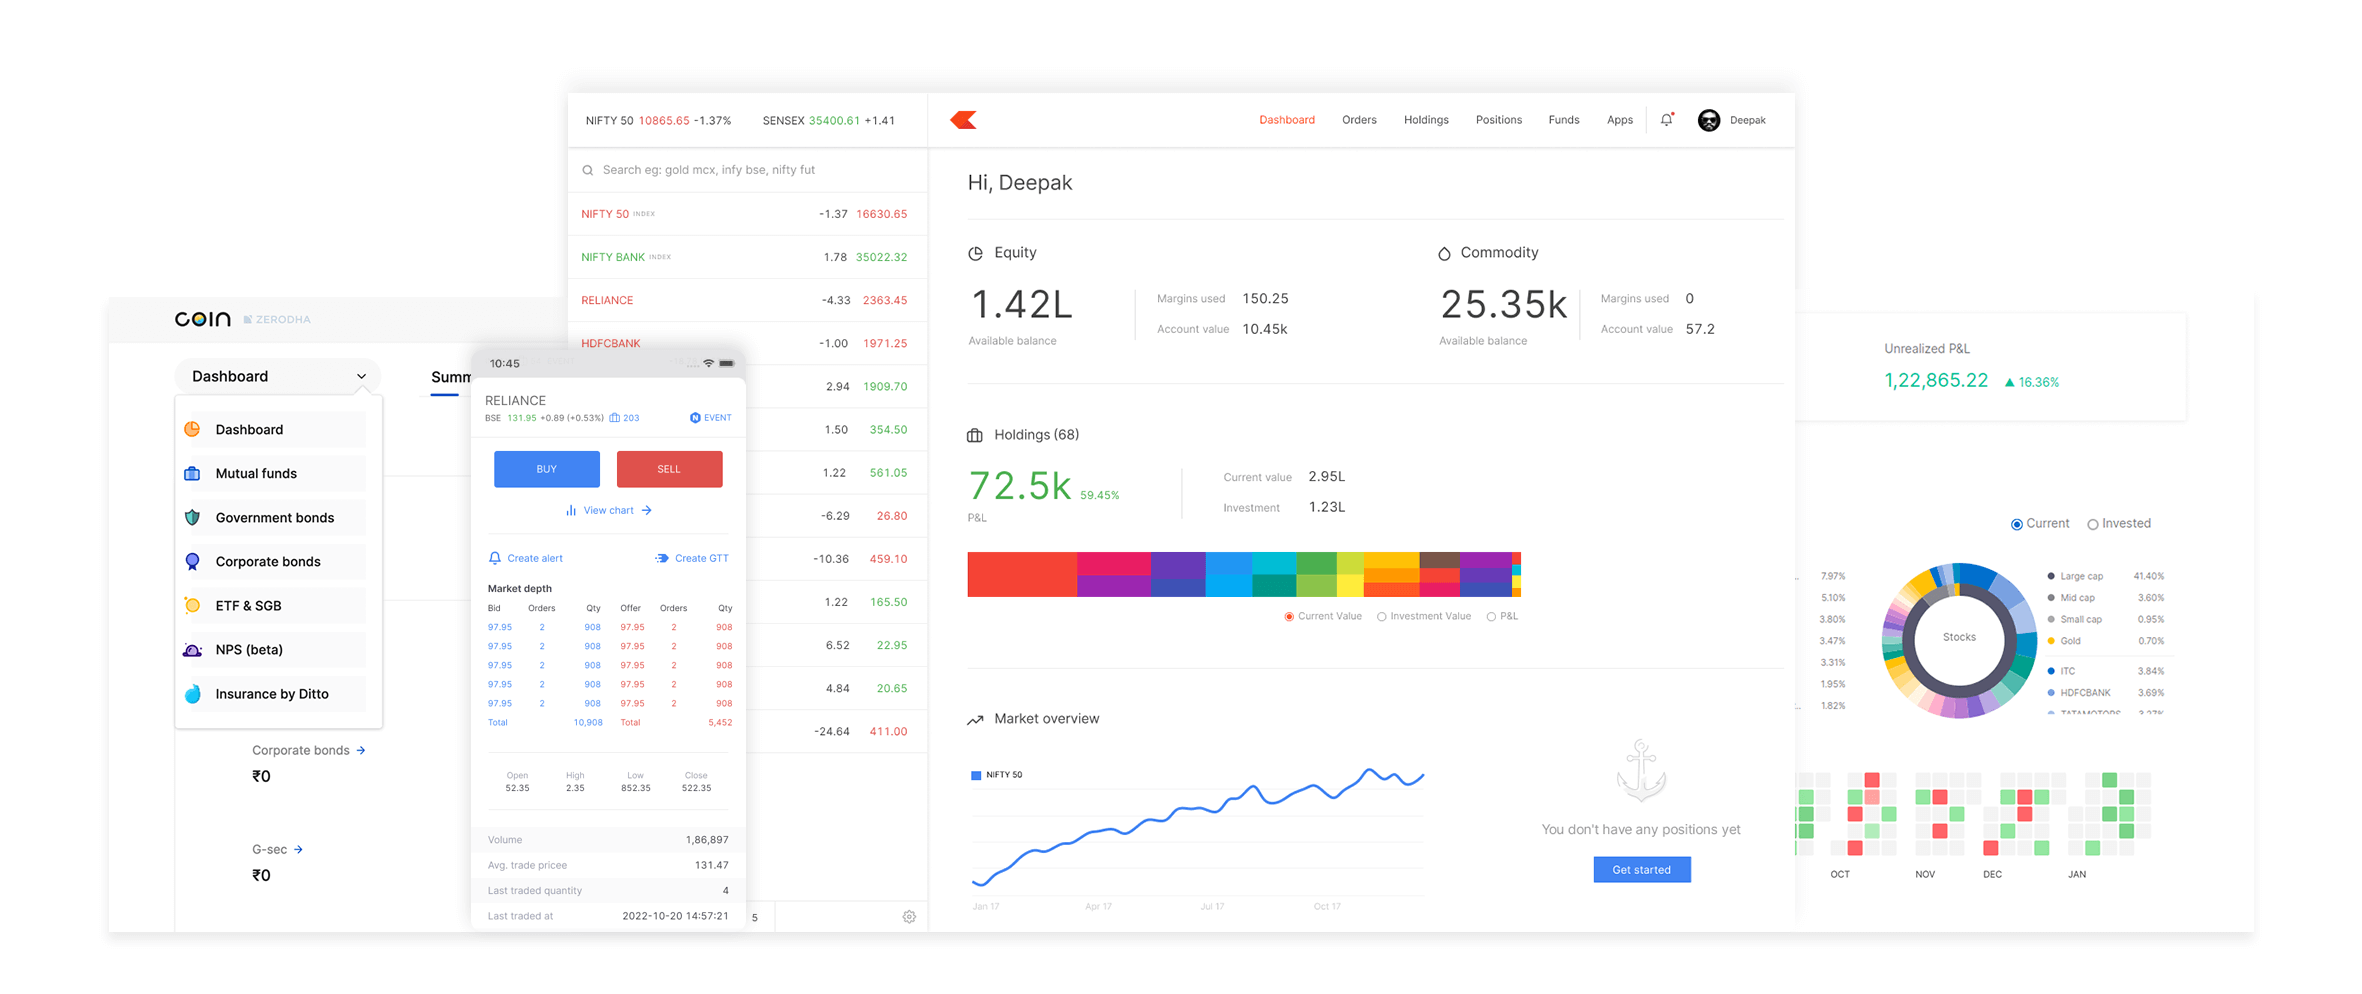 NIFTY 50 10865.65 -1.37% SENSEX 35400.61 +1.41
Dashboard Orders Holdings Positions Funds Apps Deepak
Search eg: gold mcx, infy bse, nifty fut
NIFTY 50 INDEX -1.37 16630.65
NIFTY BANK INDEX 1.78 35022.32
RELIANCE -4.33 2363.45
HDFCBANK -1.00 1971.25
2.94 1909.70
1.50 354.50
1.22 561.05
-6.29 26.80
-10.36 459.10
1.22 165.50
6.52 22.95
4.84 20.65
-24.64 411.00
5
Hi, Deepak
Equity
1.42L
Available balance
Margins used 150.25
Account value 10.45k
Commodity
25.35k
Available balance
Margins used 0
Account value 57.2
Holdings (68)
72.5k 59.45%
P&L
Current value 2.95L
Investment 1.23L
Current Value Investment Value P&L
Market overview
NIFTY 50
Jan 17 Apr 17 Jul 17 Oct 17
You don't have any positions yet
Get started
COIN ZERODHA
Dashboard
Summ
Dashboard
Mutual funds
Government bonds
Corporate bonds
ETF & SGB
NPS (beta)
Insurance by Ditto
Corporate bonds →
₹0
G-sec →
₹0
10:45
RELIANCE
BSE 131.95 +0.89 (+0.53%) 203 EVENT
BUY SELL
View chart →
Create alert Create GTT
Market depth
Bid Orders Qty Offer Orders Qty
97.95 2 908 97.95 2 908
97.95 2 908 97.95 2 908
97.95 2 908 97.95 2 908
97.95 2 908 97.95 2 908
97.95 2 908 97.95 2 908
Total 10,908 Total 5,452
Open High Low Close
52.35 2.35 852.35 522.35
Volume 1,86,897
Avg. trade pricee 131.47
Last traded quantity 4
Last traded at 2022-10-20 14:57:21
Unrealized P&L
1,22,865.22 ▲ 16.36%
Current Invested
7.97%
5.10%
3.80%
3.47%
3.31%
1.95%
1.82%
Stocks
Large cap 41.40%
Mid cap 3.60%
Small cap 0.95%
Gold 0.70%
ITC 3.84%
HDFCBANK 3.69%
TATAMOTORS 3.27%
OCT NOV DEC JAN